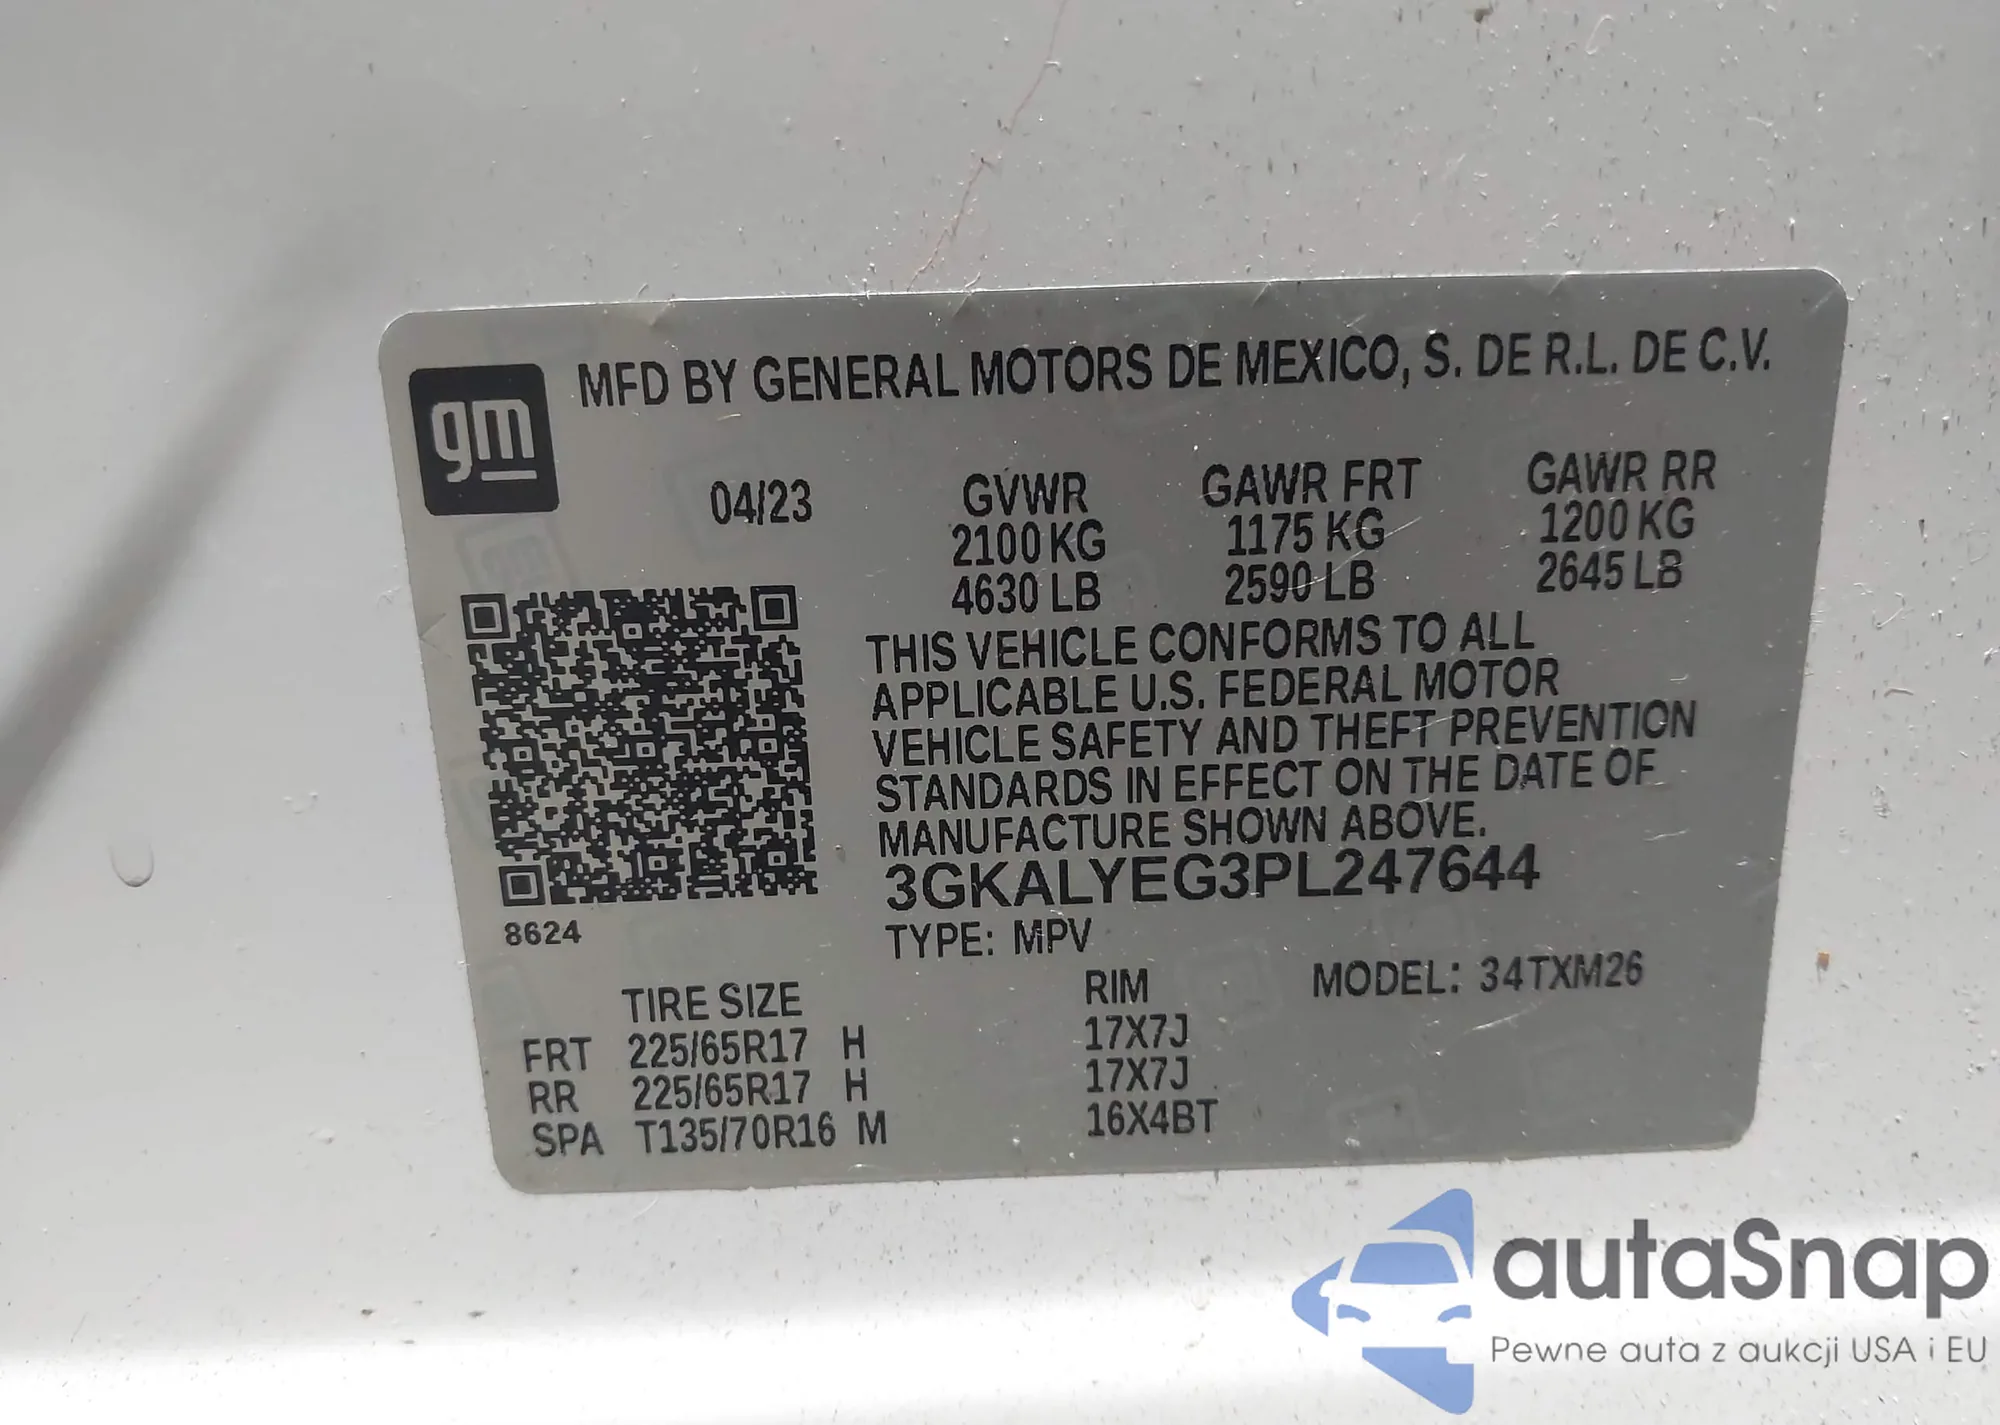 gm
MFD BY GENERAL MOTORS DE MEXICO, S. DE R.L. DE C.V.
04/23
GVWR GAWR FRT GAWR RR
2100 KG 1175 KG 1200 KG
4630 LB 2590 LB 2645 LB
THIS VEHICLE CONFORMS TO ALL
APPLICABLE U.S. FEDERAL MOTOR
VEHICLE SAFETY AND THEFT PREVENTION
STANDARDS IN EFFECT ON THE DATE OF
MANUFACTURE SHOWN ABOVE.
3GKALYEG3PL247644
8624
TYPE: MPV
MODEL: 34TXM26
TIRE SIZE RIM
FRT 225/65R17 H 17X7J
RR 225/65R17 H 17X7J
SPA T135/70R16 M 16X4BT
autaSnap
Pewne auta z aukcji USA i EU